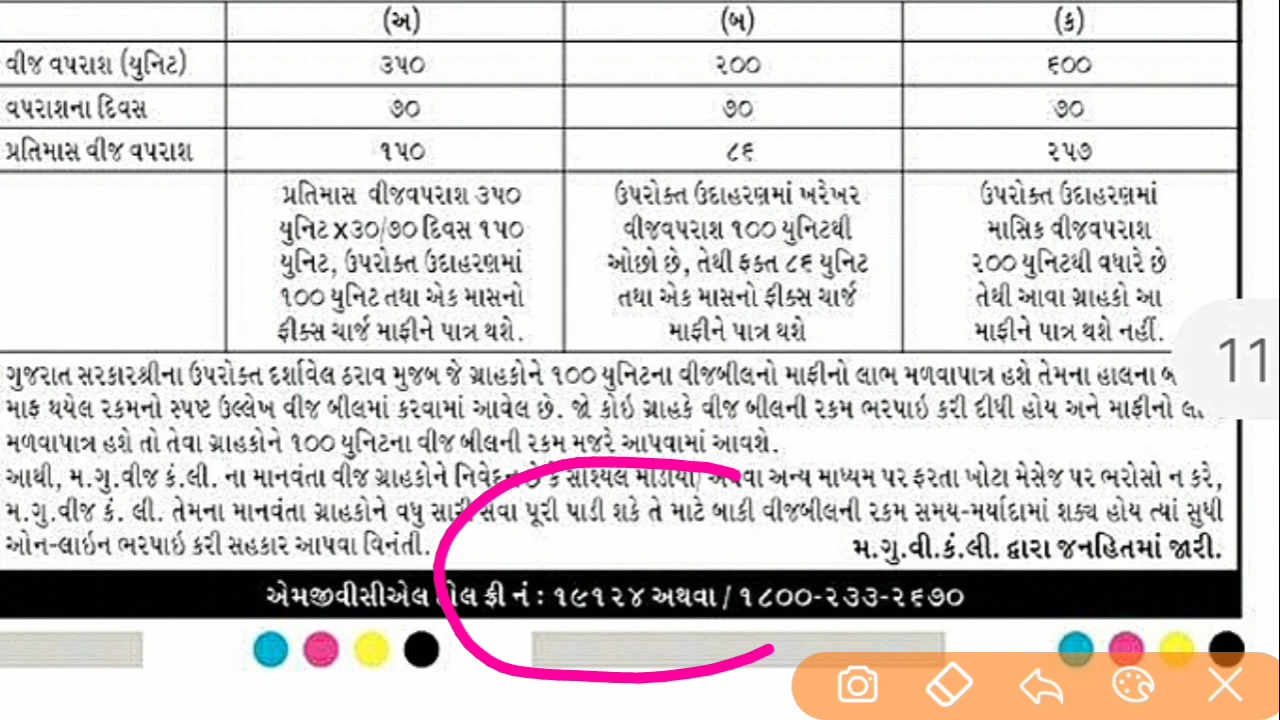 (અ) (બ) (ક)
વીજ વપરાશ (યુનિટ) ૩૫૦ ૨૦૦ ૬૦૦
વપરાશના દિવસ ૭૦ ૭૦ ૭૦
પ્રતિમાસ વીજ વપરાશ ૧૫૦ ૮૬ ૨૫૭
પ્રતિમાસ વીજવપરાશ ૩૫૦
યુનિટ X૩૦/૭૦ દિવસ ૧૫૦
યુનિટ, ઉપરોક્ત ઉદાહરણમાં
૧૦૦ યુનિટ તથા એક માસનો
ફીક્સ ચાર્જ માફીને પાત્ર થશે.
ઉપરોક્ત ઉદાહરણમાં ખરેખર
વીજવપરાશ ૧૦૦ યુનિટથી
ઓછો છે, તેથી ફક્ત ૮૬ યુનિટ
તથા એક માસનો ફીક્સ ચાર્જ
માફીને પાત્ર થશે
ઉપરોક્ત ઉદાહરણમાં
માસિક વીજવપરાશ
૨૦૦ યુનિટથી વધારે છે
તેથી આવા ગ્રાહકો આ
માફીને પાત્ર થશે નહીં.
11
ગુજરાત સરકારશ્રીના ઉપરોક્ત દર્શાવેલ ઠરાવ મુજબ જે ગ્રાહકોને ૧૦૦ યુનિટના વીજબીલનો માફીનો લાભ મળવાપાત્ર હશે તેમના હાલના
માફ થયેલ રકમનો સ્પષ્ટ ઉલ્લેખ વીજ બીલમાં કરવામાં આવેલ છે. જો કોઇ ગ્રાહકે વીજ બીલની રકમ ભરપાઇ કરી દીધી હોય અને માફીનો
મળવાપાત્ર હશે તો તેવા ગ્રાહકોને ૧૦૦ યુનિટના વીજ બીલની રકમ મજરે આપવામાં આવશે.
આથી, મ.ગુ.વીજ કં.લી. ના માનવંતા વીજ ગ્રાહકોને નિવેદન છે કે સોશ્યલ મીડીયા/ અથવા અન્ય માધ્યમ પર ફરતા ખોટા મેસેજ પર ભરોસો ન કરે,
મ.ગુ.વીજ કં. લી. તેમના માનવંતા ગ્રાહકોને વધુ સારી સેવા પૂરી પાડી શકે તે માટે બાકી વીજબીલની રકમ સમય-મર્યાદામાં શક્ય હોય ત્યાં સુધી
ઓન-લાઇન ભરપાઇ કરી સહકાર આપવા વિનંતી.
મ.ગુ.વી.કં.લી. દ્વારા જનહિતમાં જારી.
એમજીવીસીએલ ટોલ ફ્રી નં : ૧૯૧૨૪ અથવા / ૧૮૦૦-૨૩૩-૨૬૭૦